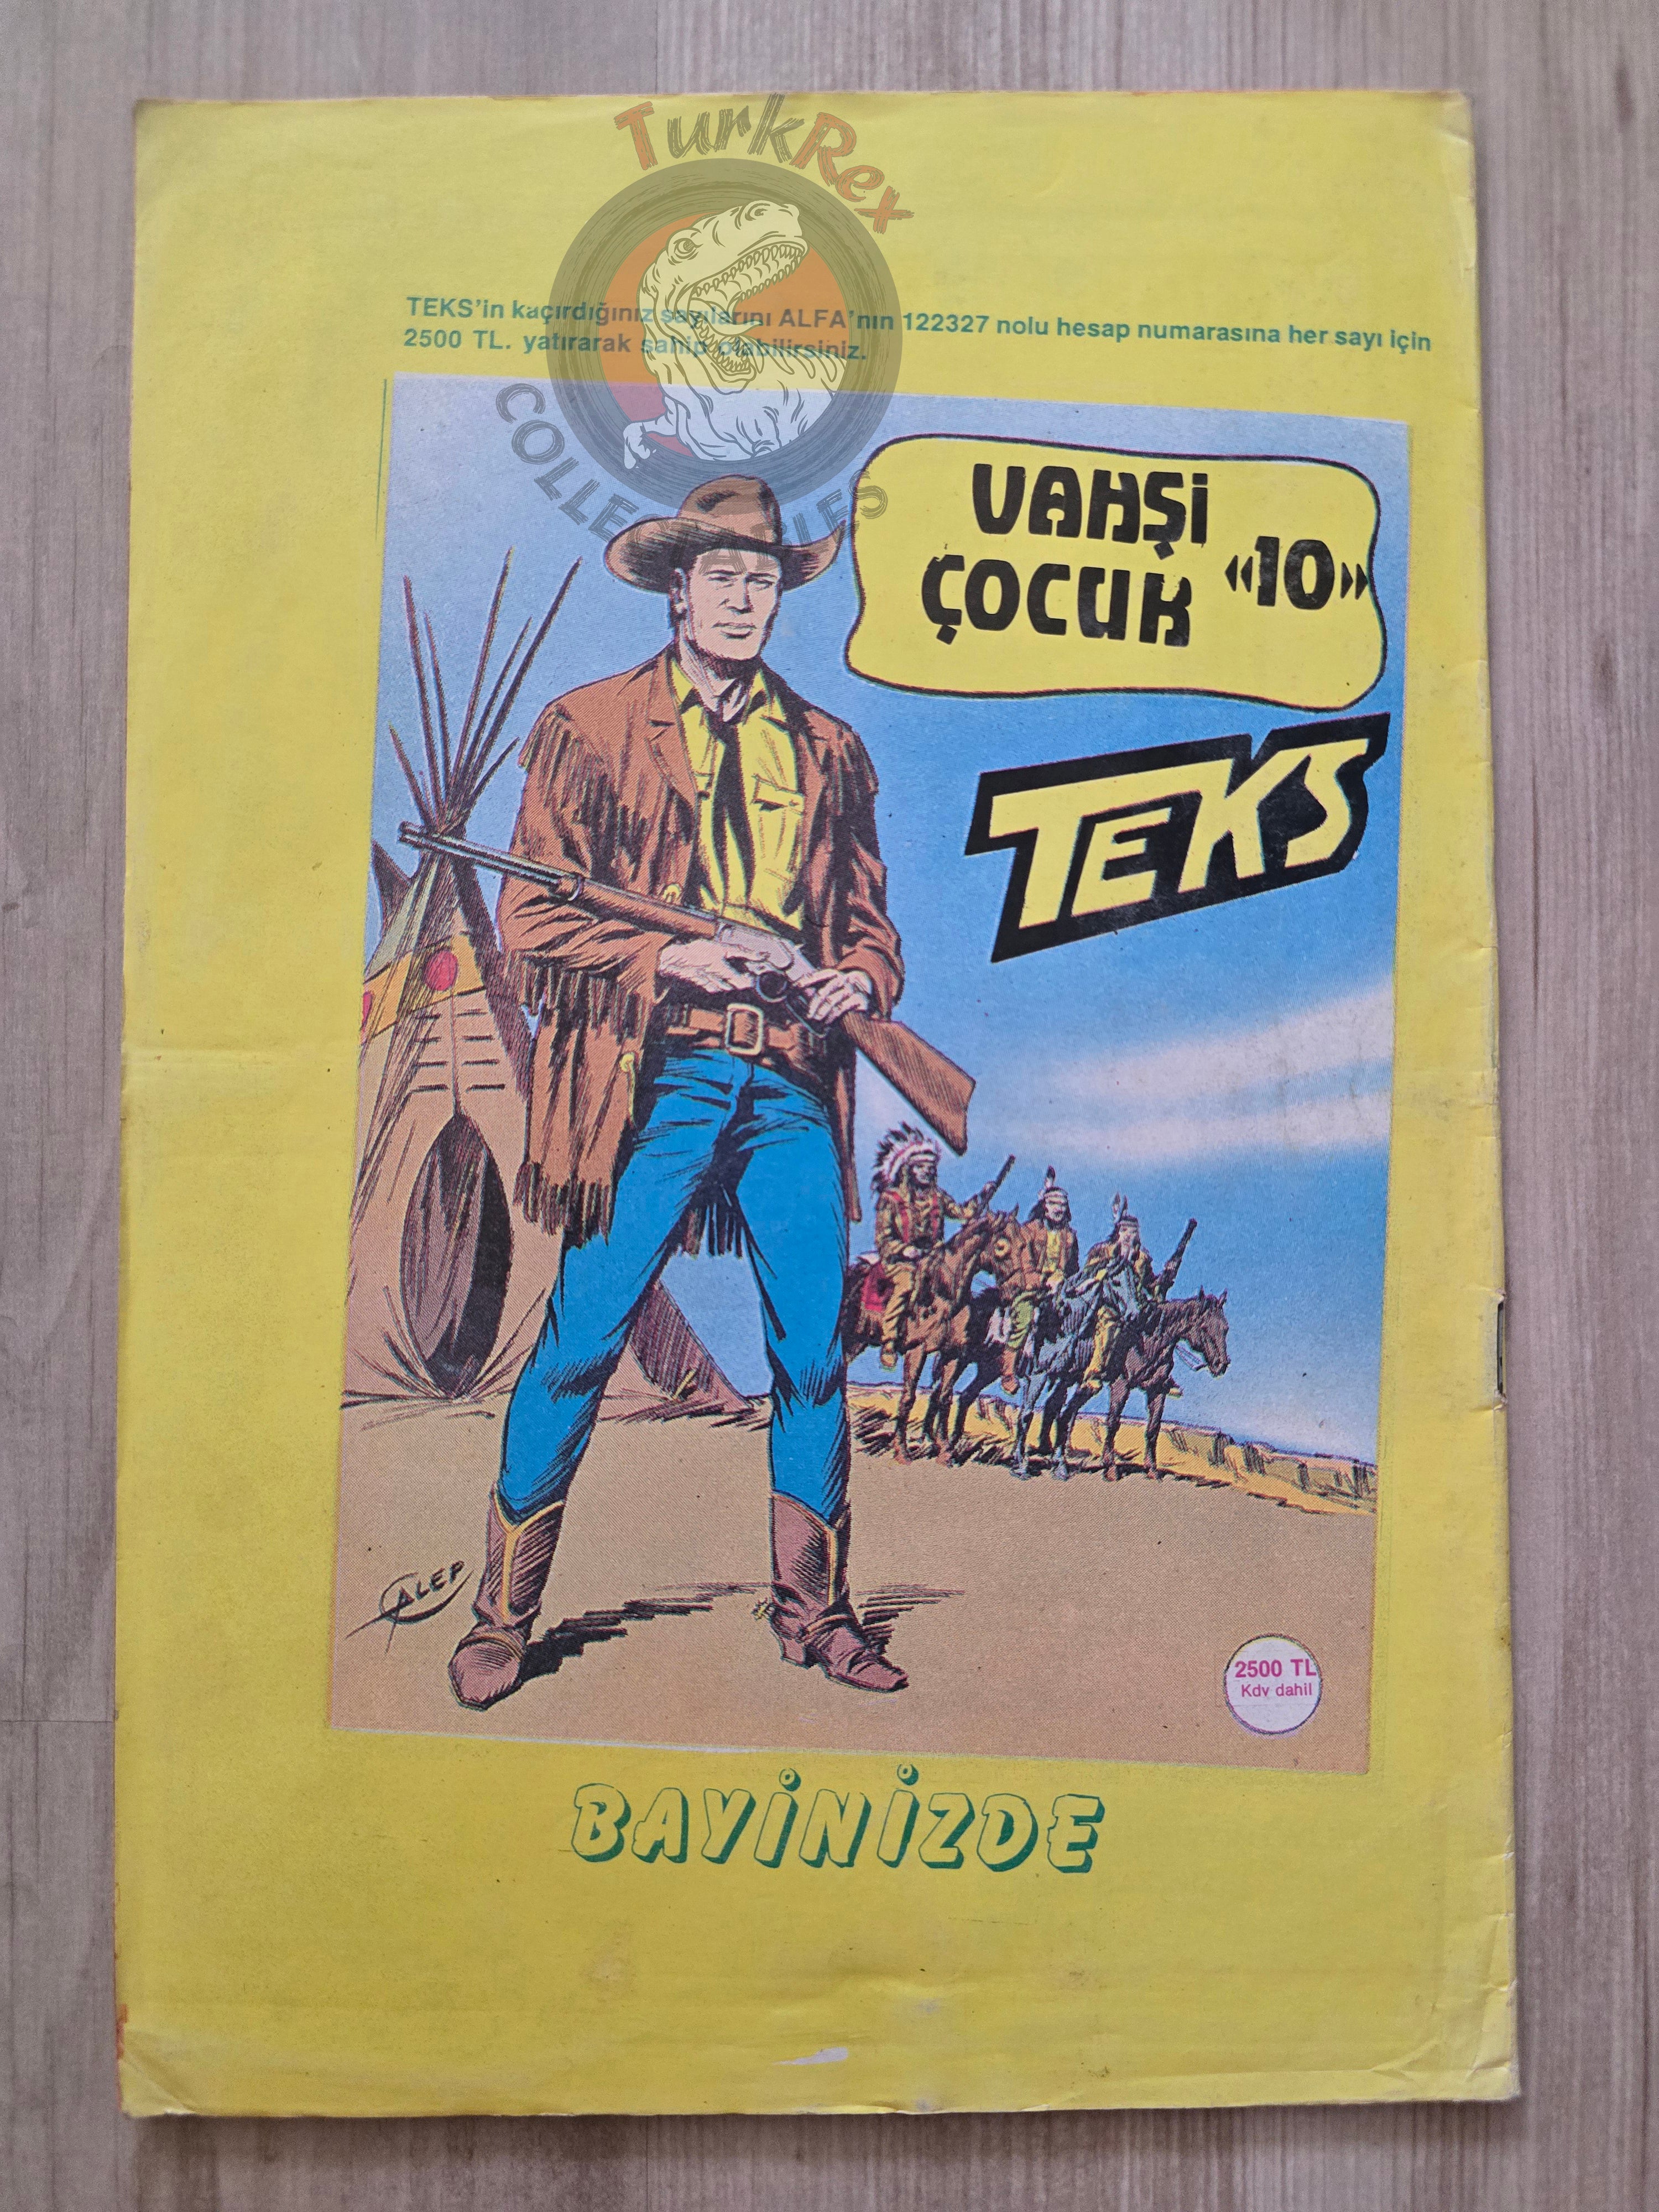 TurkRex
COLLECTABLES
TEKS'in kaçırdığınız sayılarını ALFA'nın 122327 nolu hesap numarasına her sayı için
2500 TL. yatırarak sahip olabilirsiniz.
VAHŞİ
ÇOCUK «10»
TEKS
GALEP
2500 TL
Kdv dahil
BAYİNİZDE